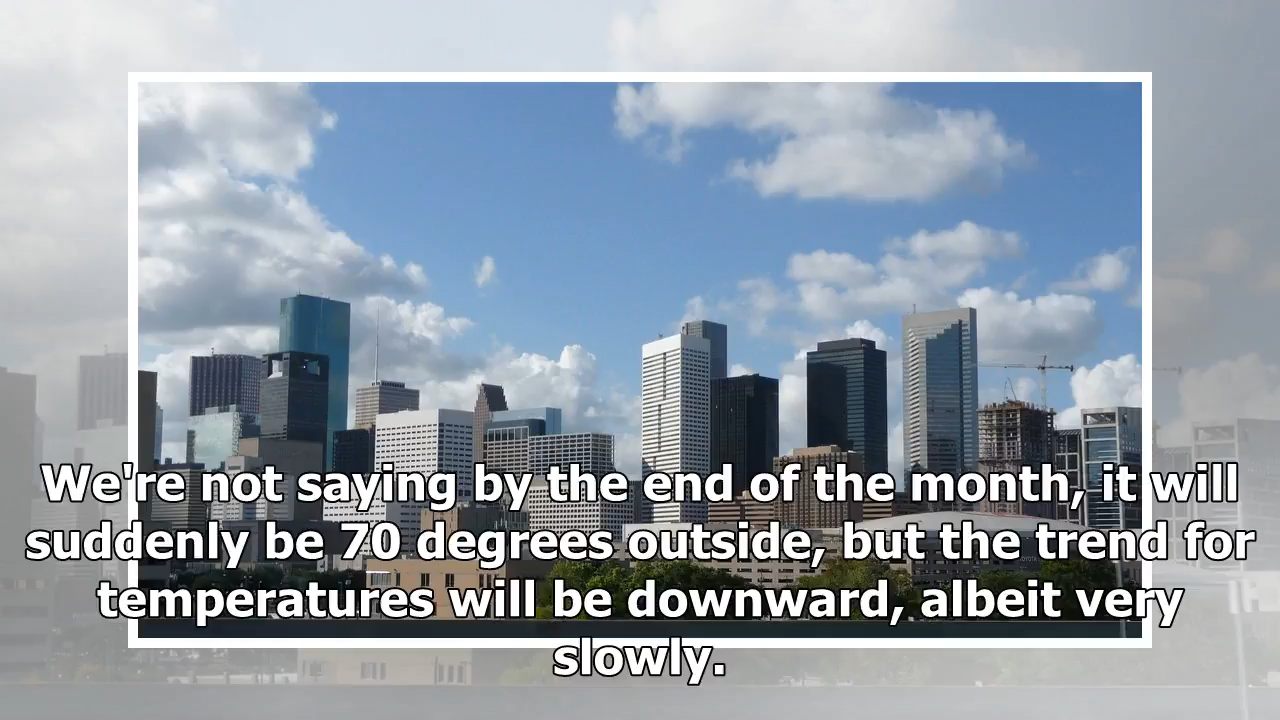 We're not saying by the end of the month, it will
suddenly be 70 degrees outside, but the trend for
temperatures will be downward, albeit very
slowly.